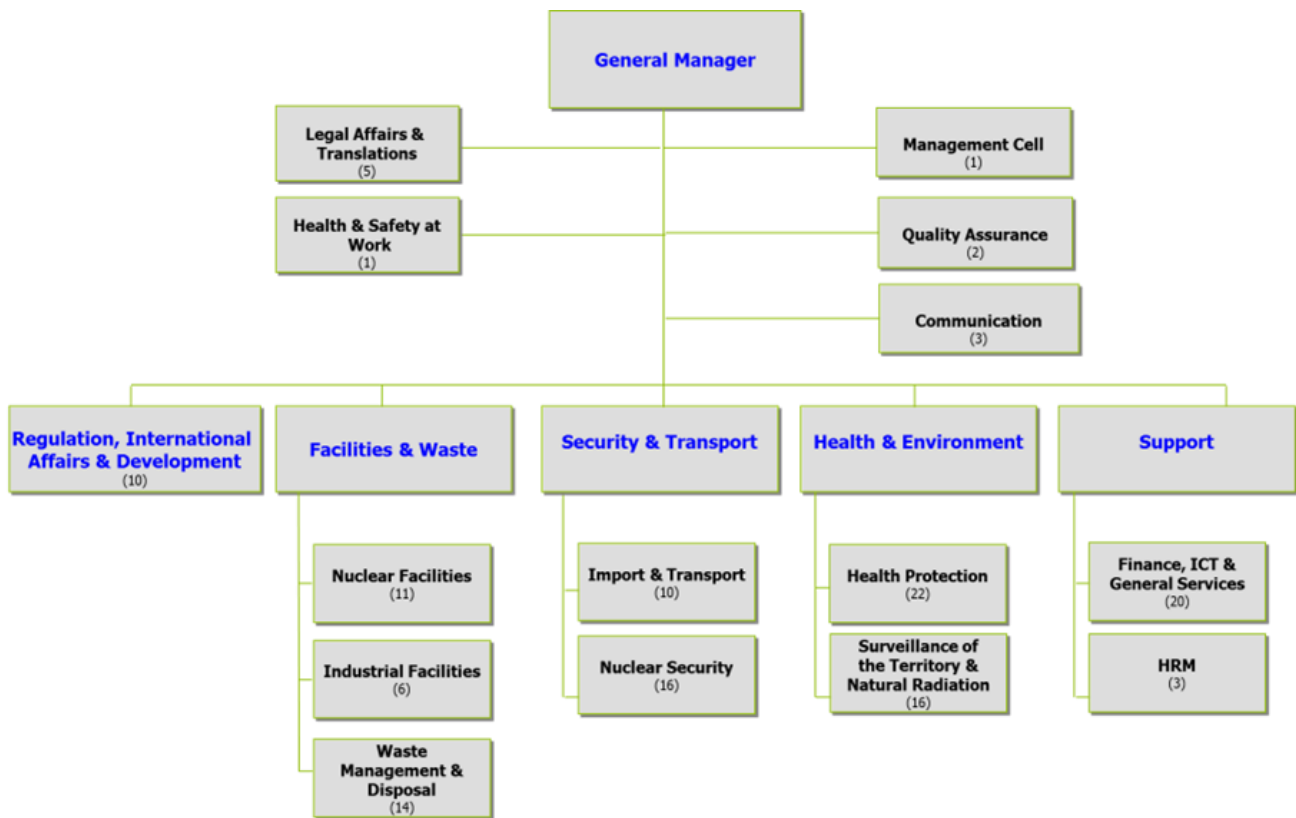 General Manager
Legal Affairs &
Translations
(5)
Management Cell
(1)
Health & Safety at
Work
(1)
Quality Assurance
(2)
Communication
(3)
Regulation, International
Affairs & Development
(10)
Facilities & Waste
Security & Transport
Health & Environment
Support
Nuclear Facilities
(11)
Industrial Facilities
(6)
Waste
Management &
Disposal
(14)
Import & Transport
(10)
Nuclear Security
(16)
Health Protection
(22)
Surveillance of
the Territory &
Natural Radiation
(16)
Finance, ICT &
General Services
(20)
HRM
(3)